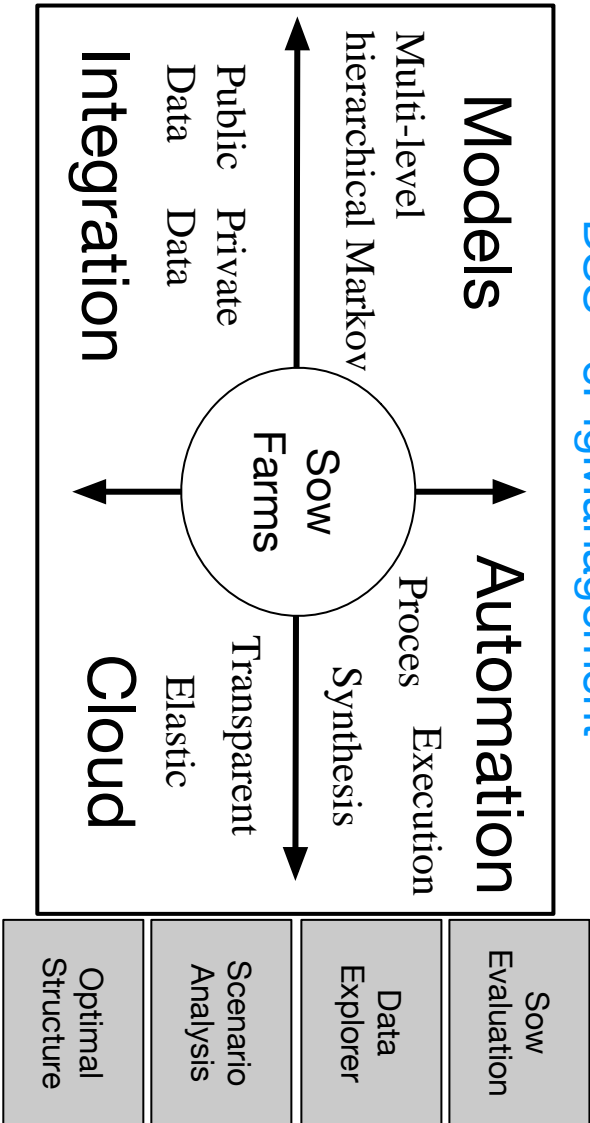 Models
Multi-level
hierarchical Markov
Automation
Proces Execution
Synthesis
Sow
Farms
Public Private
Data Data
Integration
Transparent
Elastic
Cloud
Sow
Evaluation
Data
Explorer
Scenario
Analysis
Optimal
Structure